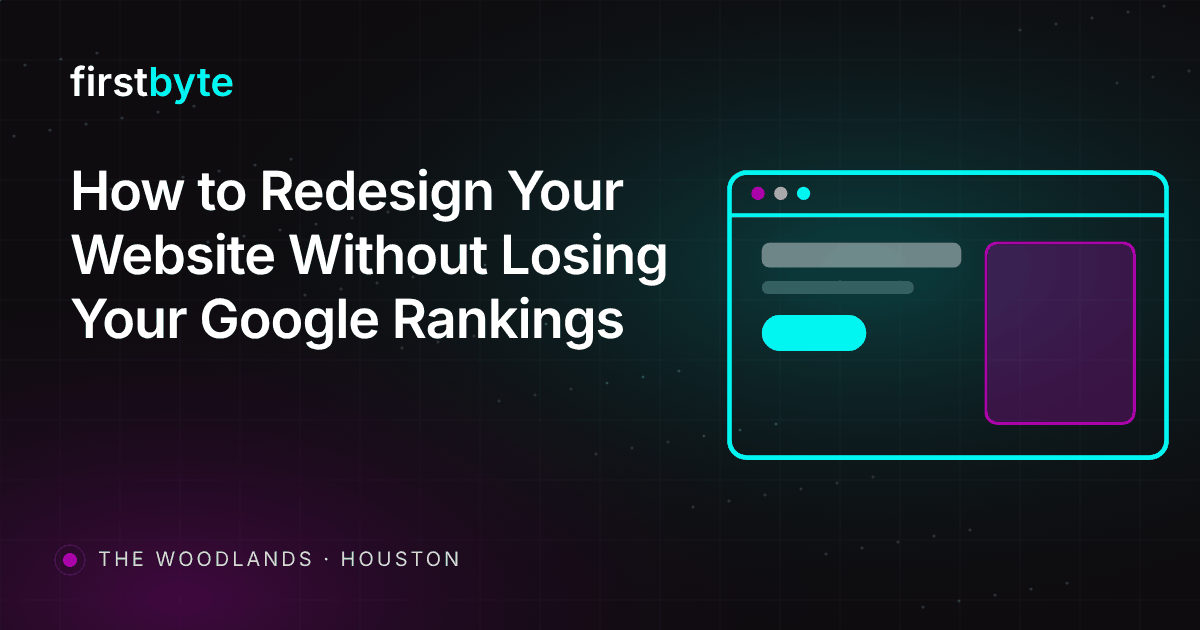 firstbyte
How to Redesign Your
Website Without Losing
Your Google Rankings
THE WOODLANDS · HOUSTON